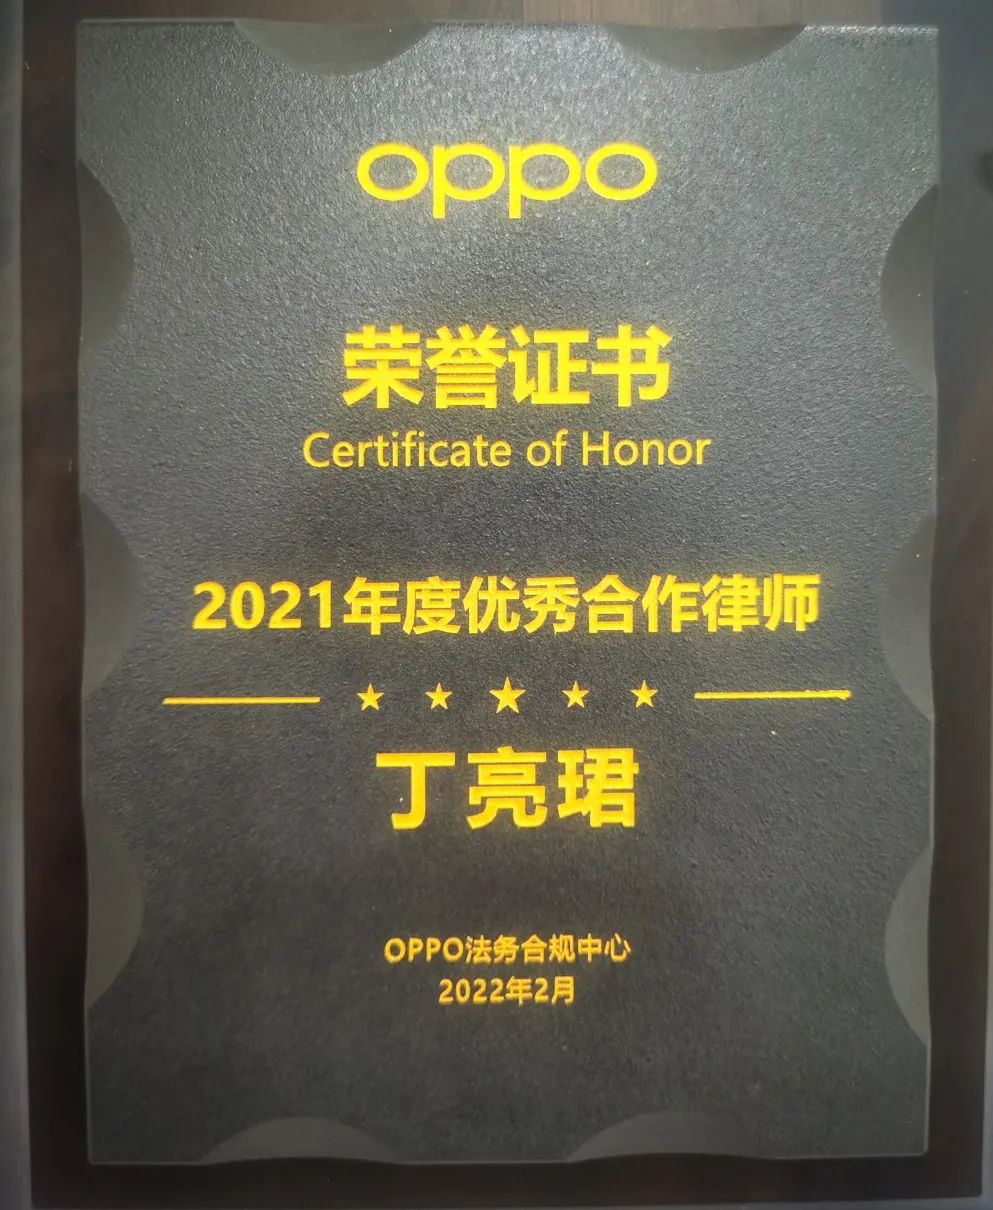 oppo
荣誉证书
Certificate of Honor
2021年度优秀合作律师
丁亮珺
OPPO法务合规中心
2022年2月